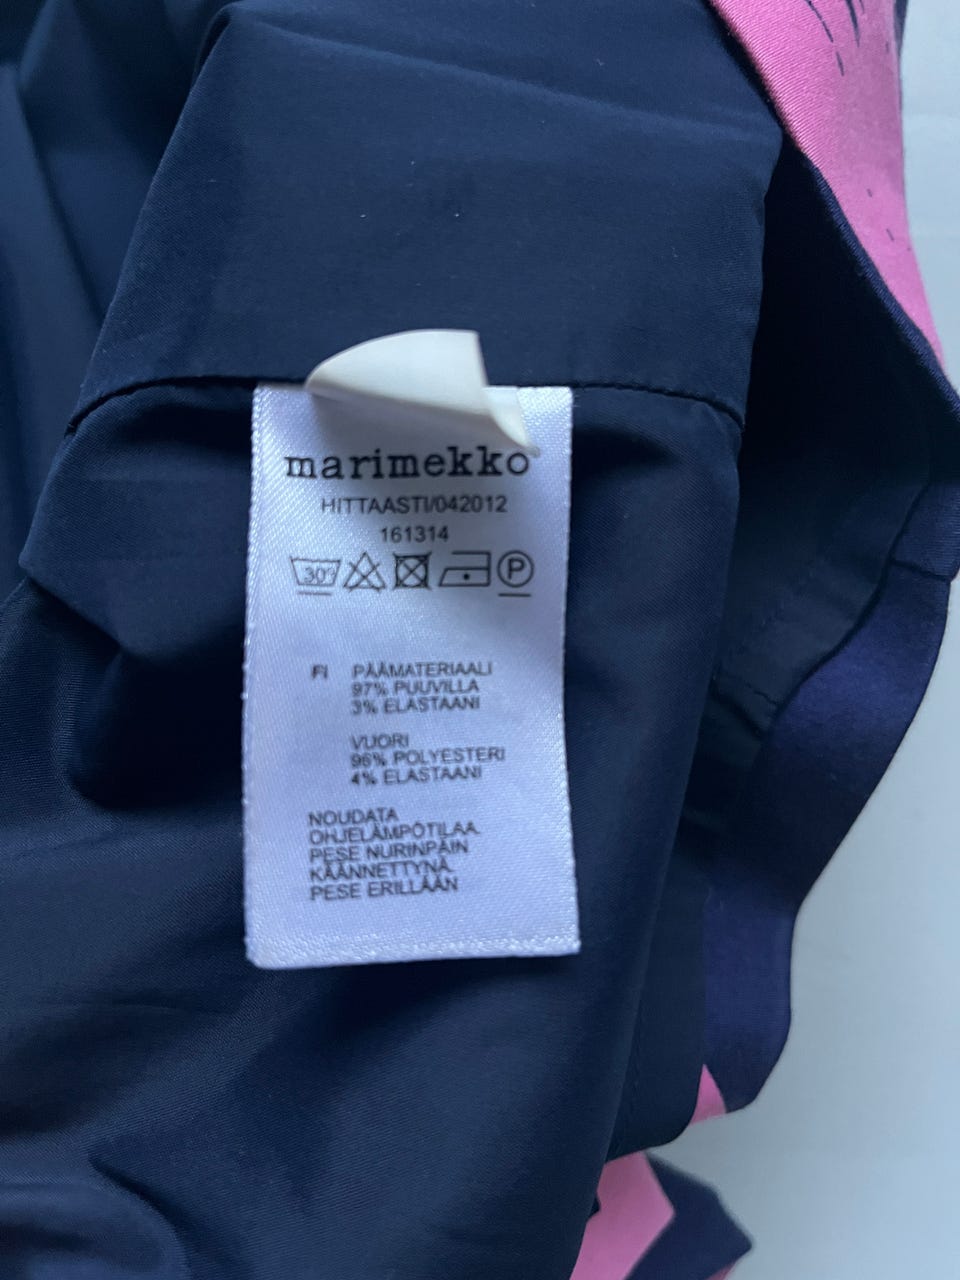 marimekko
HITTAASTI/042012
161314
30°
P
FI PÄÄMATERIAALI
97% PUUVILLA
3% ELASTAANI
VUORI
96% POLYESTERI
4% ELASTAANI
NOUDATA
OHJELÄMPÖTILAA.
PESE NURINPÄIN
KÄÄNNETTYNÄ.
PESE ERILLÄÄN